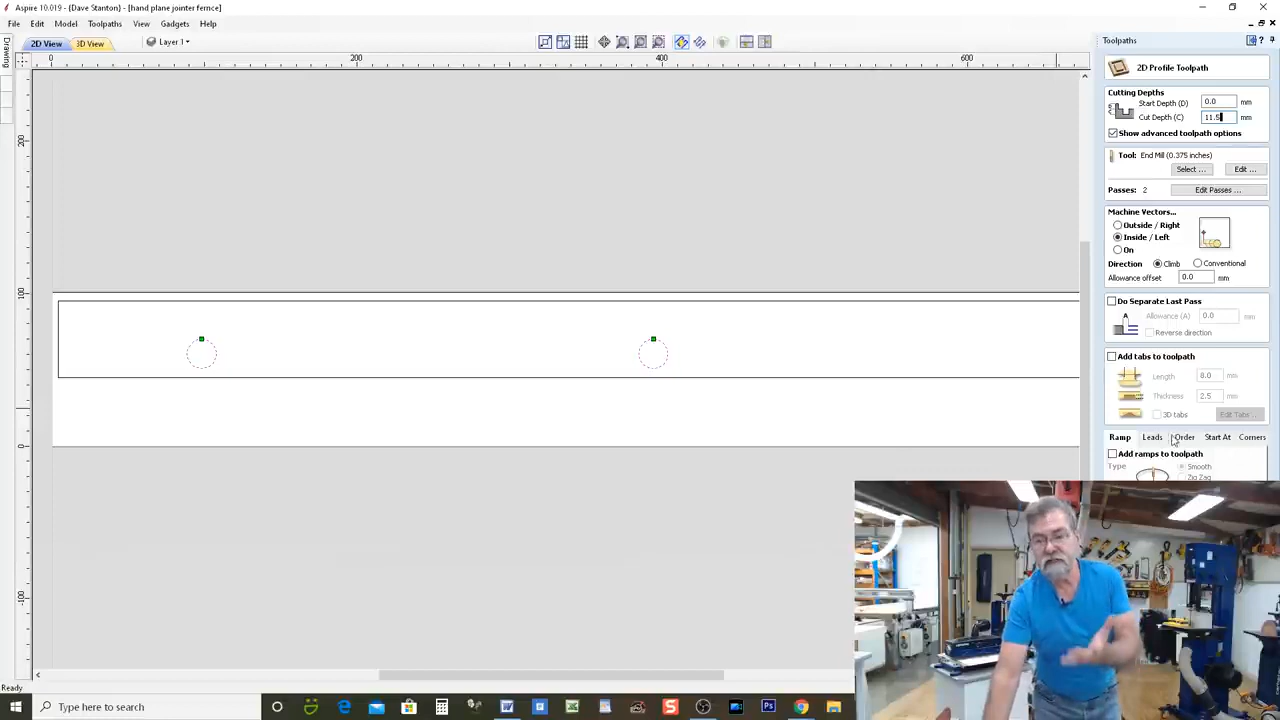 Aspire 10.019 - {Dave Stanton} - [hand plane jointer fernce]
File Edit Model Toolpaths View Gadgets Help
2D View 3D View Layer 1
Drawing
0 200 400 600
200
100
0
-100
Toolpaths
2D Profile Toolpath
Cutting Depths
Start Depth (D) 0.0 mm
Cut Depth (C) 11.5 mm
Show advanced toolpath options
Tool: End Mill (0.375 inches)
Select ... Edit ...
Passes: 2 Edit Passes ...
Machine Vectors...
Outside / Right
Inside / Left
On
Direction Climb Conventional
Allowance offset 0.0 mm
Do Separate Last Pass
Allowance (A) 0.0 mm
Reverse direction
Add tabs to toolpath
Length 8.0 mm
Thickness 2.5 mm
3D tabs Edit Tabs ...
Ramp Leads Order Start At Corners
Add ramps to toolpath
Type Smooth
Zig Zag
Ready
Type here to search